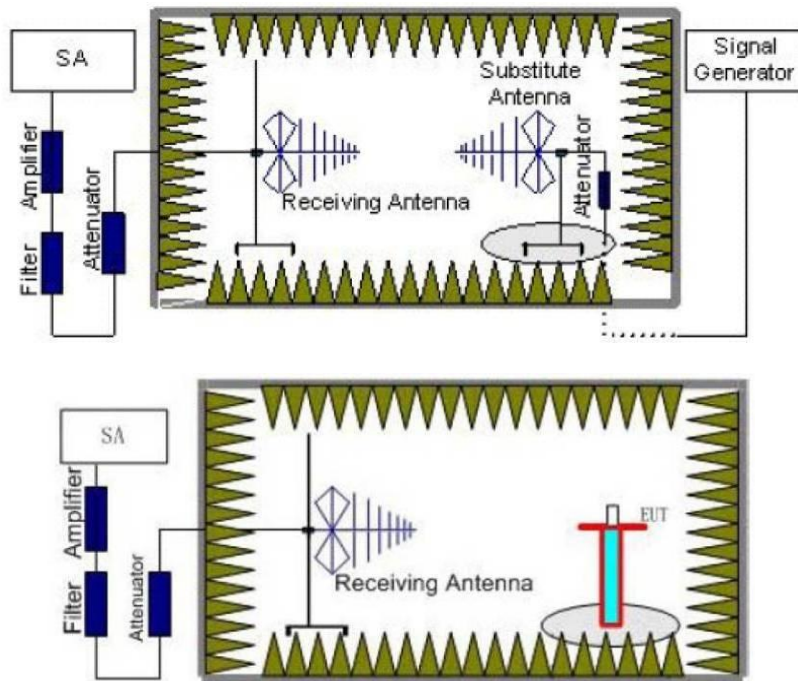 SA
Signal
Generator
Substitute
Antenna
Amplifier
Attenuator
Attenuator
Filter
Receiving Antenna
SA
Amplifier
EUT
Filter
Attenuator
Receiving Antenna